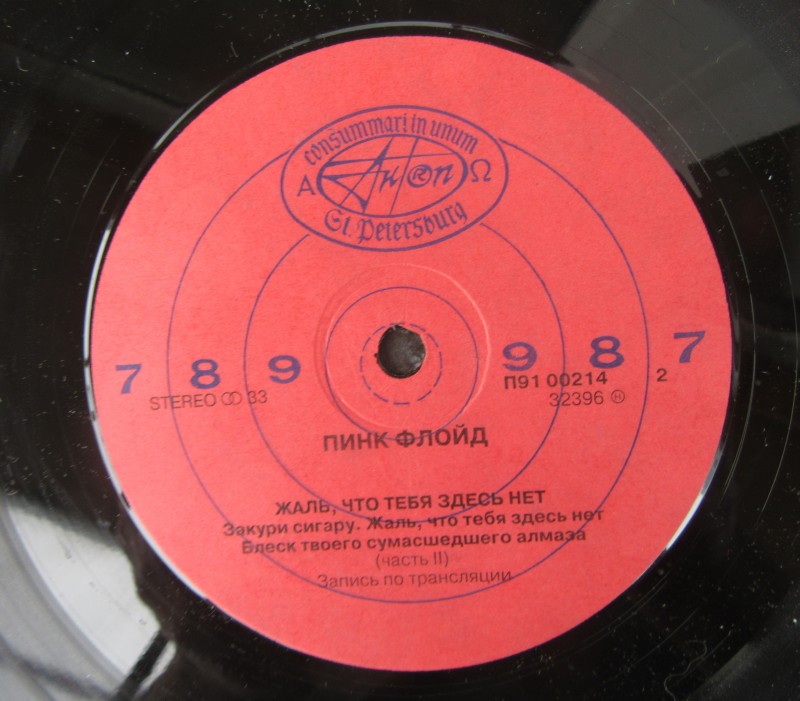 consummari in unum
Α АнТроп Ω
St. Petersburg
7 8 9 9 8 7
STEREO 33
П91 00214 2
32396 Ⓗ
ПИНК ФЛОЙД
ЖАЛЬ, ЧТО ТЕБЯ ЗДЕСЬ НЕТ
Закури сигару. Жаль, что тебя здесь нет
Блеск твоего сумасшедшего алмаза
(часть II)
Запись по трансляции